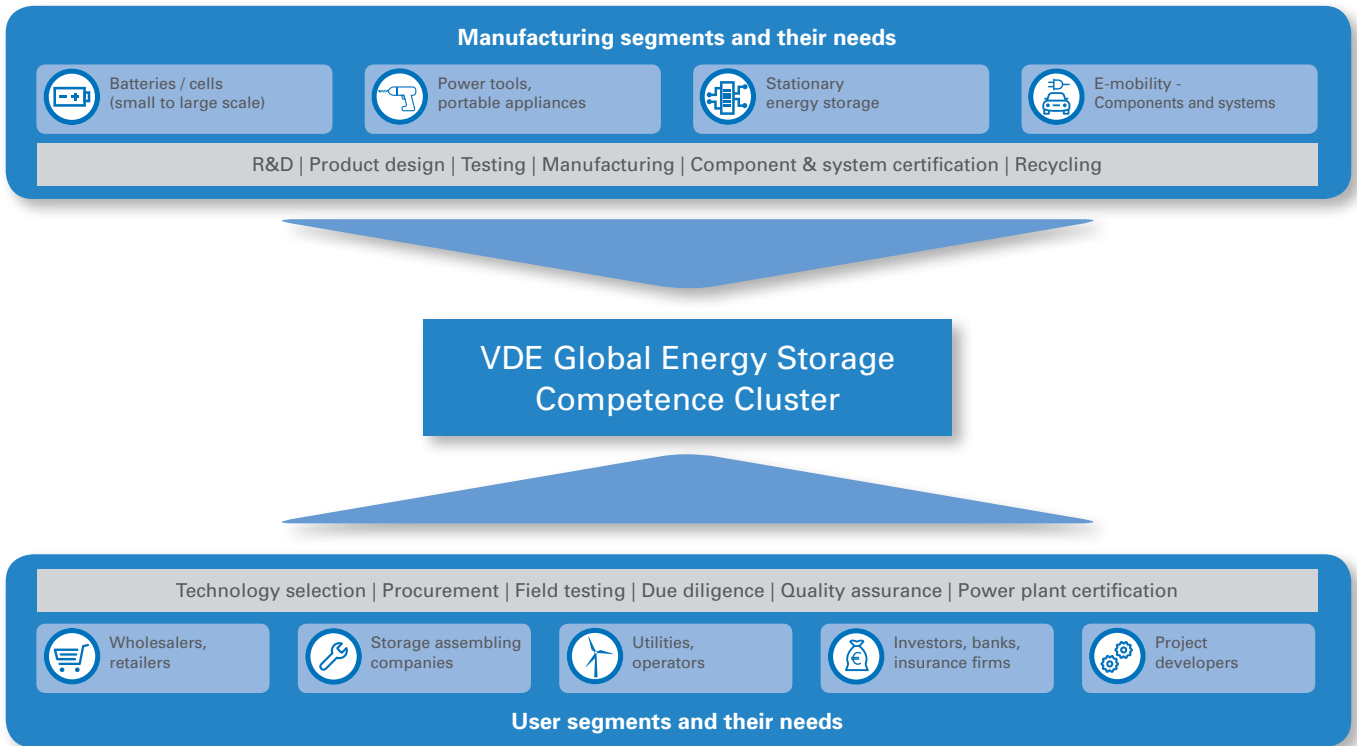 Manufacturing segments and their needs
Batteries / cells
(small to large scale)
Power tools,
portable appliances
Stationary
energy storage
E-mobility -
Components and systems
R&D | Product design | Testing | Manufacturing | Component & system certification | Recycling
VDE Global Energy Storage
Competence Cluster
Technology selection | Procurement | Field testing | Due diligence | Quality assurance | Power plant certification
Wholesalers,
retailers
Storage assembling
companies
Utilities,
operators
€
Investors, banks,
insurance firms
Project
developers
User segments and their needs